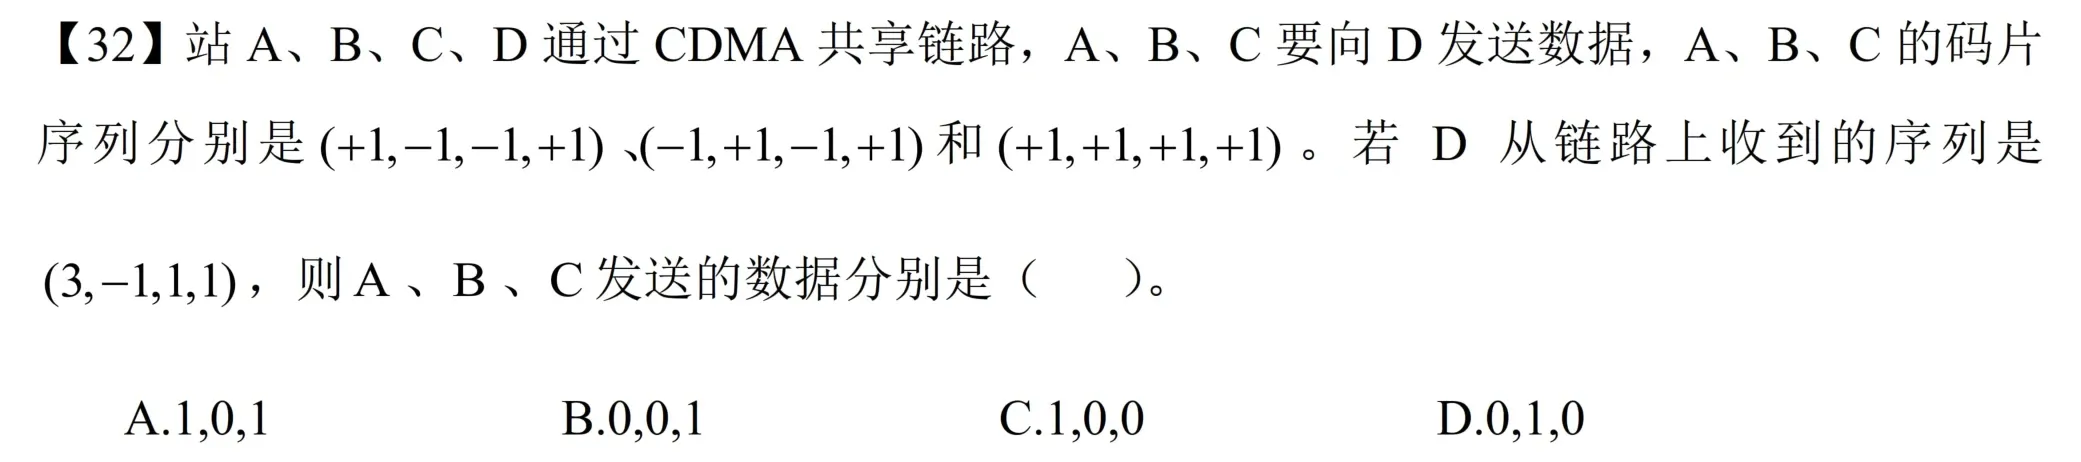 【32】站 A、B、C、D 通过 CDMA 共享链路，A、B、C 要向 D 发送数据，A、B、C 的码片
序列分别是 (+1,−1,−1,+1) 、(−1,+1,−1,+1) 和 (+1,+1,+1,+1) 。若 D 从链路上收到的序列是
(3,−1,1,1)，则 A 、B 、C 发送的数据分别是（ ）。
A.1,0,1 B.0,0,1 C.1,0,0 D.0,1,0